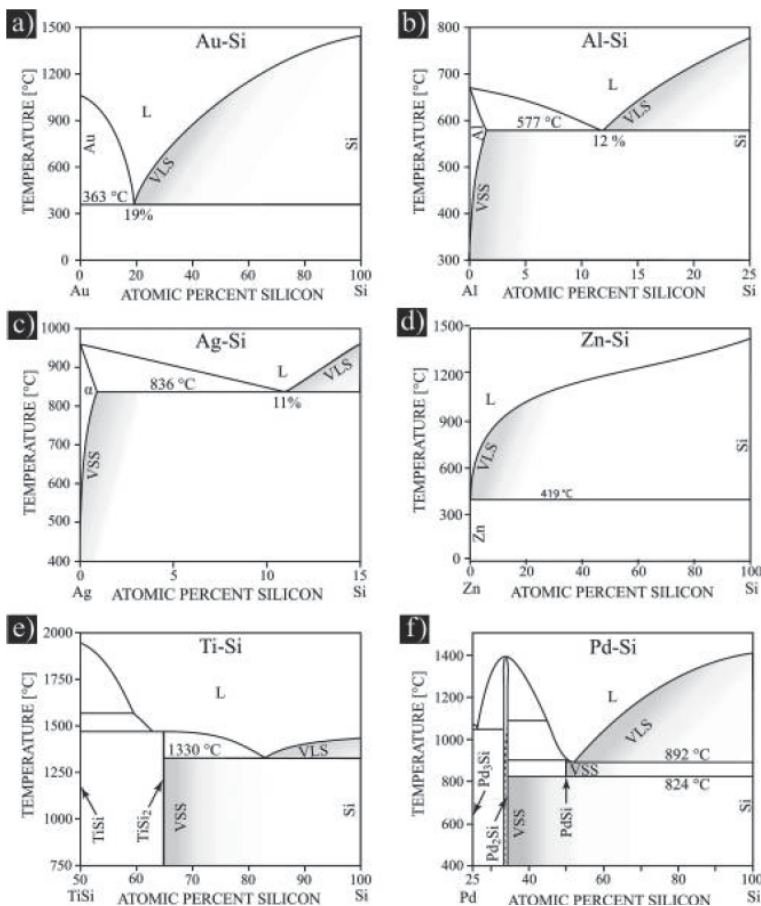 a)
Au-Si
TEMPERATURE [°C]
1500
1200
900
600
300
0
L
Au
VLS
Si
363 °C
19%
0 20 40 60 80 100
Au ATOMIC PERCENT SILICON Si
b)
Al-Si
TEMPERATURE [°C]
800
700
600
500
400
300
L
577 °C
VLS
A
12 %
Si
VSS
0 5 10 15 20 25
Al ATOMIC PERCENT SILICON Si
c)
Ag-Si
TEMPERATURE [°C]
1000
900
800
700
600
500
400
L
VLS
α
836 °C
11%
VSS
Si
0 5 10 15
Ag ATOMIC PERCENT SILICON Si
d)
Zn-Si
TEMPERATURE [°C]
1500
1200
900
600
300
0
L
VLS
Si
419 °C
Zn
0 20 40 60 80 100
Zn ATOMIC PERCENT SILICON Si
e)
Ti-Si
TEMPERATURE [°C]
2000
1750
1500
1250
1000
750
L
1330 °C
VLS
TiSi
TiSi2
VSS
Si
50 60 70 80 90 100
TiSi ATOMIC PERCENT SILICON Si
f)
Pd-Si
TEMPERATURE [°C]
1400
1200
1000
800
600
400
L
VLS
892 °C
VSS
824 °C
Pd3Si
Pd2Si
VSS
PdSi
Si
25 40 60 80 100
Pd ATOMIC PERCENT SILICON Si